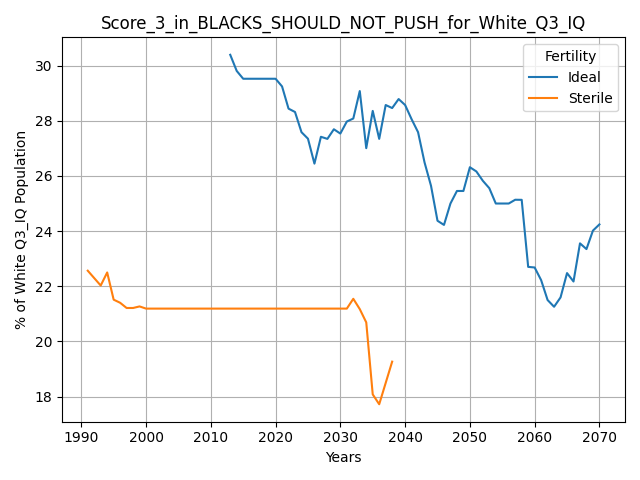 Score_3_in_BLACKS_SHOULD_NOT_PUSH_for_White_Q3_IQ
Fertility
Ideal
Sterile
% of White Q3_IQ Population
30
28
26
24
22
20
18
1990 2000 2010 2020 2030 2040 2050 2060 2070
Years